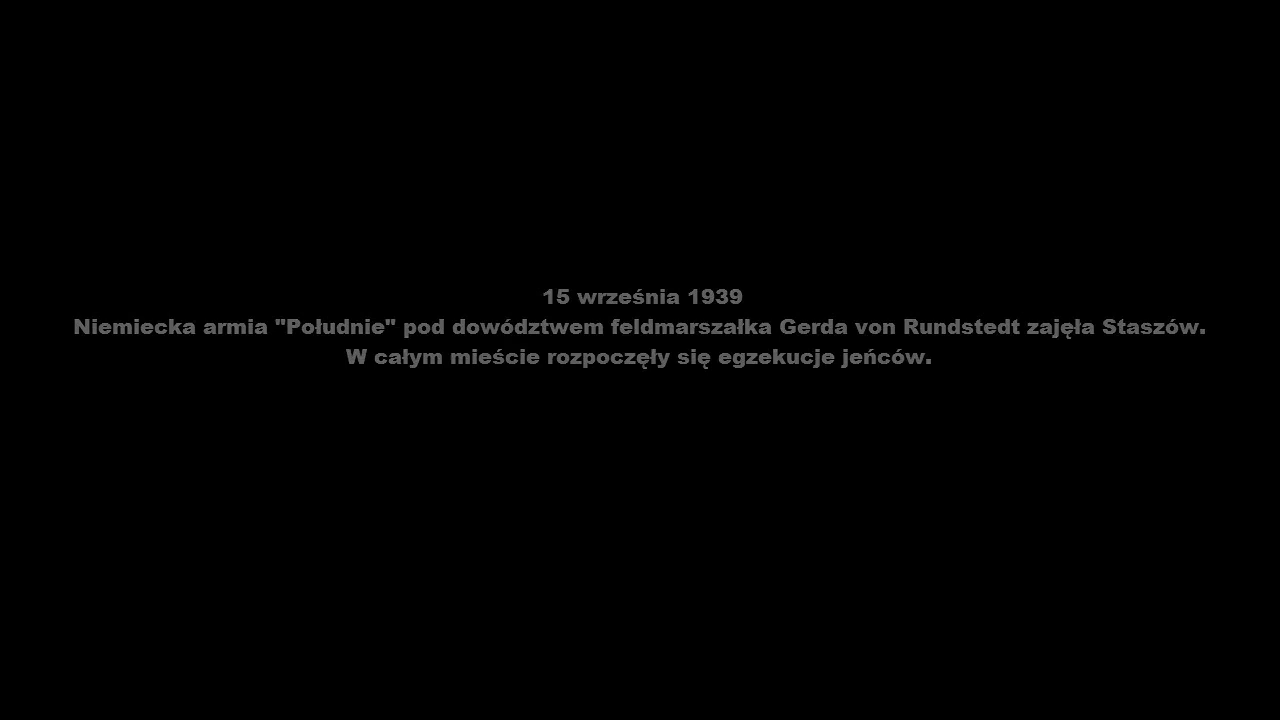 15 września 1939
Niemiecka armia "Południe" pod dowództwem feldmarszałka Gerda von Rundstedt zajęła Staszów.
W całym mieście rozpoczęły się egzekucje jeńców.